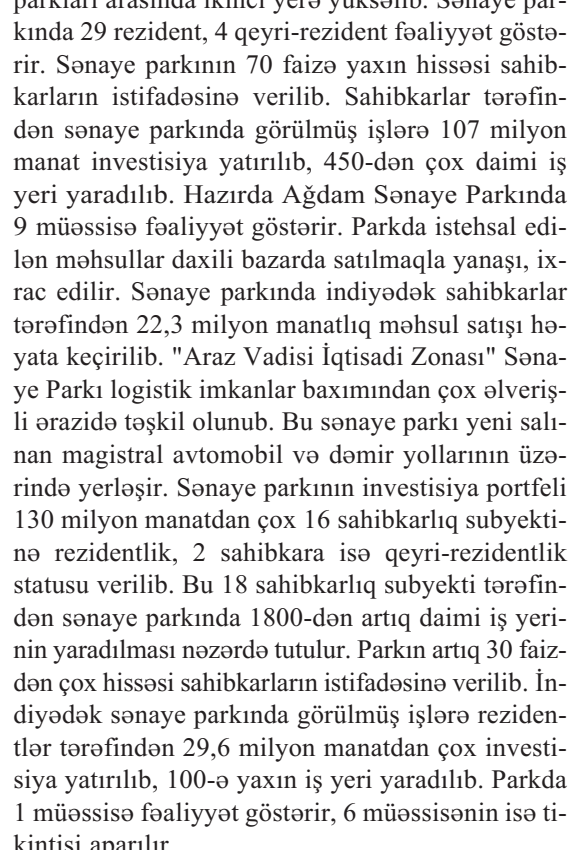 parkları arasında ikinci yerə yüksəlib. Sənaye par-
kında 29 rezident, 4 qeyri-rezident fəaliyyət göstə-
rir. Sənaye parkının 70 faizə yaxın hissəsi sahib-
karların istifadəsinə verilib. Sahibkarlar tərəfin-
dən sənaye parkında görülmüş işlərə 107 milyon
manat investisiya yatırılıb, 450-dən çox daimi iş
yeri yaradılıb. Hazırda Ağdam Sənaye Parkında
9 müəssisə fəaliyyət göstərir. Parkda istehsal edi-
lən məhsullar daxili bazarda satılmaqla yanaşı, ix-
rac edilir. Sənaye parkında indiyədək sahibkarlar
tərəfindən 22,3 milyon manatlıq məhsul satışı hə-
yata keçirilib. "Araz Vadisi İqtisadi Zonası" Səna-
ye Parkı logistik imkanlar baxımından çox əlveriş-
li ərazidə təşkil olunub. Bu sənaye parkı yeni salı-
nan magistral avtomobil və dəmir yollarının üzə-
rində yerləşir. Sənaye parkının investisiya portfeli
130 milyon manatdan çox 16 sahibkarlıq subyekti-
nə rezidentlik, 2 sahibkara isə qeyri-rezidentlik
statusu verilib. Bu 18 sahibkarlıq subyekti tərəfin-
dən sənaye parkında 1800-dən artıq daimi iş yeri-
nin yaradılması nəzərdə tutulur. Parkın artıq 30 faiz-
dən çox hissəsi sahibkarların istifadəsinə verilib. İn-
diyədək sənaye parkında görülmüş işlərə reziden-
tlər tərəfindən 29,6 milyon manatdan çox investi-
siya yatırılıb, 100-ə yaxın iş yeri yaradılıb. Parkda
1 müəssisə fəaliyyət göstərir, 6 müəssisənin isə ti-
kintisi aparılır